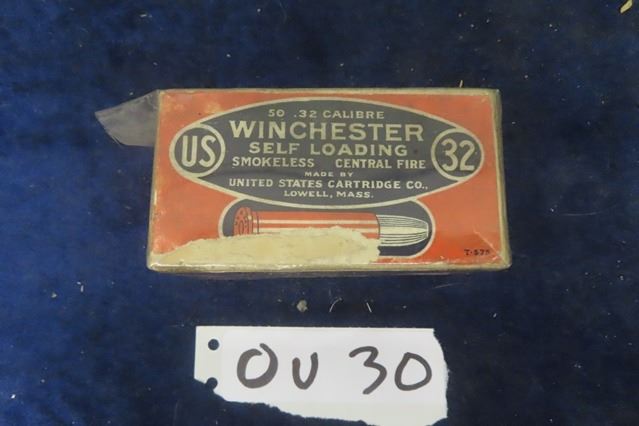 50 .32 CALIBRE
WINCHESTER
SELF LOADING
US
32
SMOKELESS CENTRAL FIRE
MADE BY
UNITED STATES CARTRIDGE CO.,
LOWELL, MASS.
T-575
OU 30